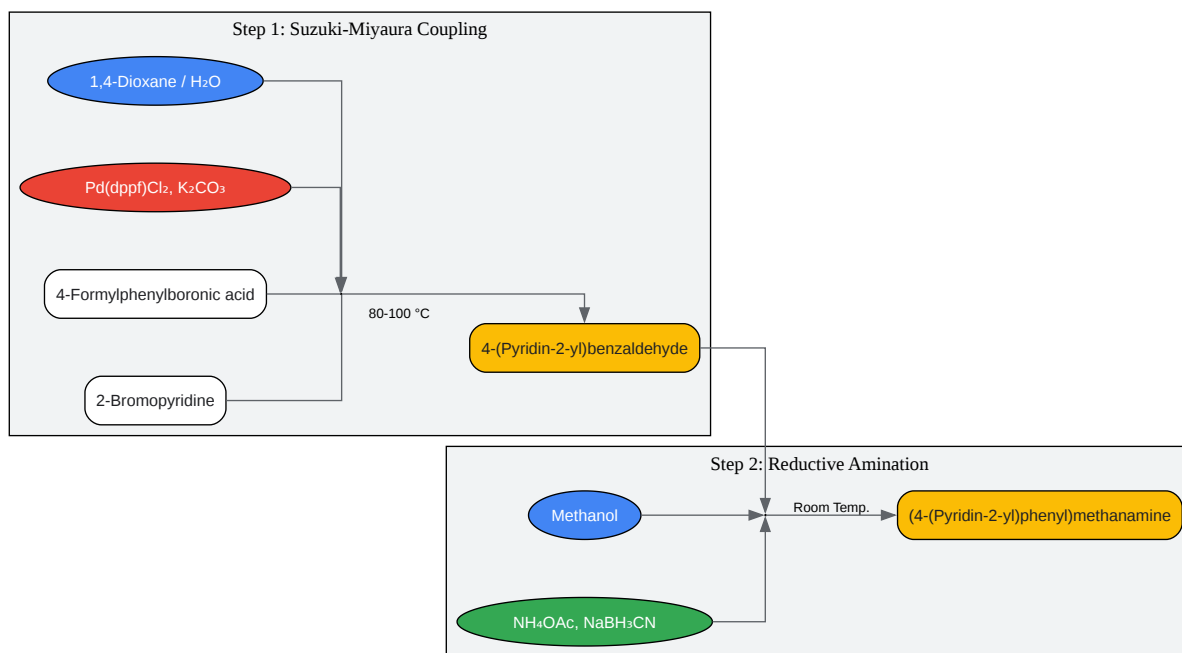 Step 1: Suzuki-Miyaura Coupling
1,4-Dioxane / H₂O
Pd(dppf)Cl₂, K₂CO₃
4-Formylphenylboronic acid
80-100 °C
4-(Pyridin-2-yl)benzaldehyde
2-Bromopyridine
Step 2: Reductive Amination
Methanol
Room Temp.
(4-(Pyridin-2-yl)phenyl)methanamine
NH₄OAc, NaBH₃CN